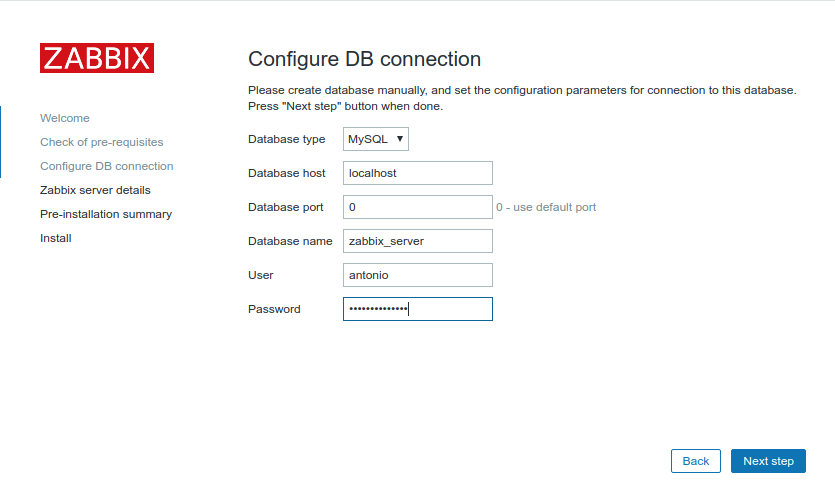 ZABBIX
Welcome
Check of pre-requisites
Configure DB connection
Zabbix server details
Pre-installation summary
Install
Configure DB connection
Please create database manually, and set the configuration parameters for connection to this database.
Press "Next step" button when done.
Database type MySQL ▼
Database host localhost
Database port 0 0 - use default port
Database name zabbix_server
User antonio
Password ••••••••••••••
Back Next step